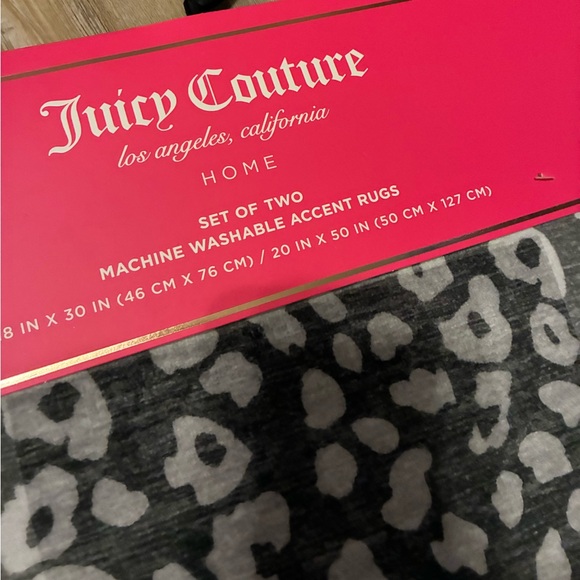 Juicy Couture
los angeles, california
HOME
SET OF TWO
MACHINE WASHABLE ACCENT RUGS
8 IN X 30 IN (46 CM X 76 CM) / 20 IN X 50 IN (50 CM X 127 CM)